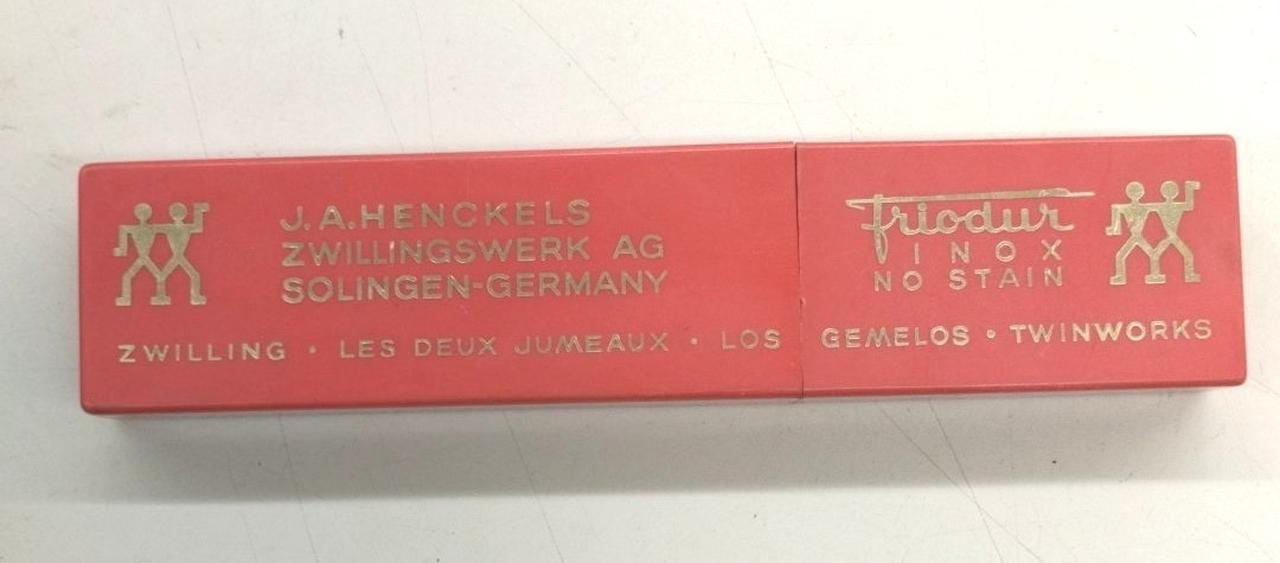 J.A.HENCKELS
ZWILLINGSWERK AG
SOLINGEN-GERMANY
friodur
INOX
NO STAIN
ZWILLING • LES DEUX JUMEAUX • LOS GEMELOS • TWINWORKS